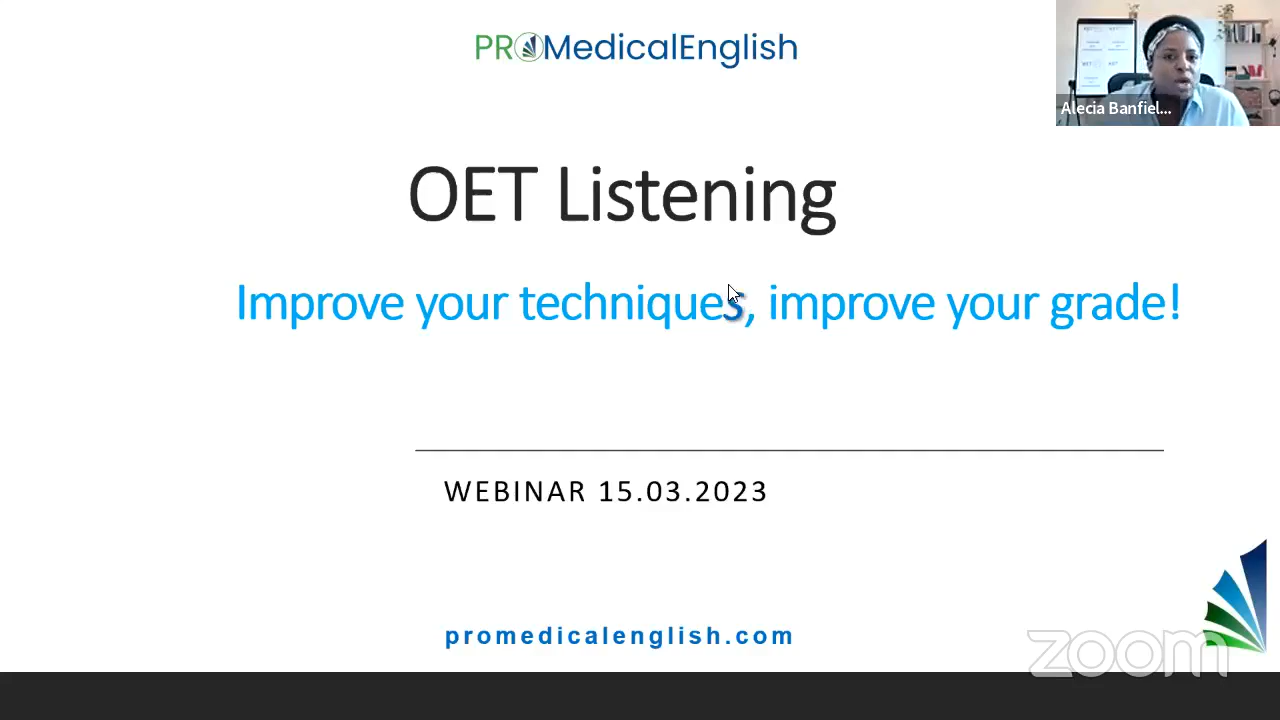 PROMedicalEnglish
Alecia Banfiel...
OET Listening
Improve your techniques, improve your grade!
WEBINAR 15.03.2023
promedicalenglish.com
zoom